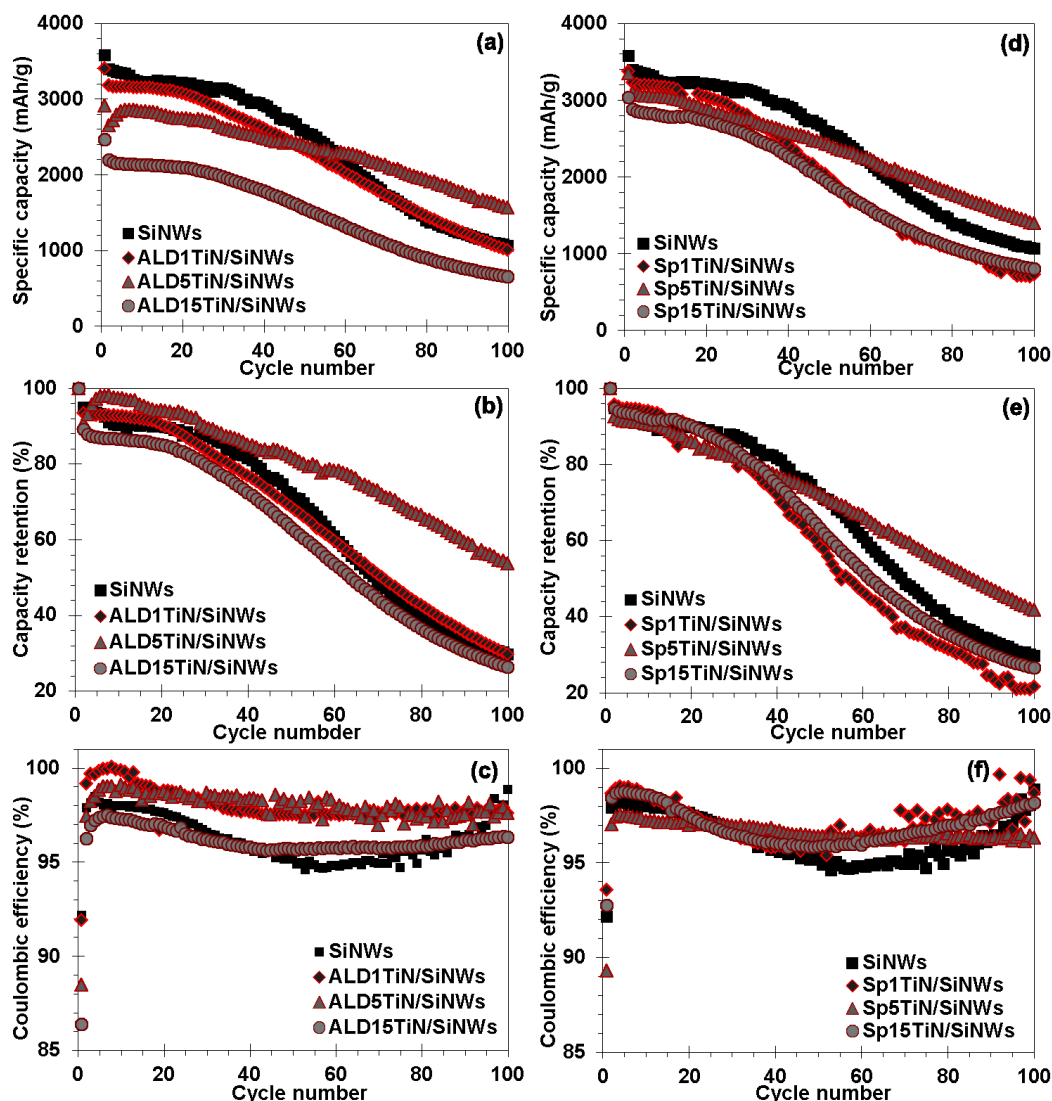 (a)
Specific capacity (mAh/g)
4000
3000
2000
1000
0
SiNWs
ALD1TiN/SiNWs
ALD5TiN/SiNWs
ALD15TiN/SiNWs
0 20 40 60 80 100
Cycle number
(d)
Specific capacity (mAh/g)
4000
3000
2000
1000
0
SiNWs
Sp1TiN/SiNWs
Sp5TiN/SiNWs
Sp15TiN/SiNWs
0 20 40 60 80 100
Cycle number
(b)
Capacity retention (%)
100
80
60
40
20
SiNWs
ALD1TiN/SiNWs
ALD5TiN/SiNWs
ALD15TiN/SiNWs
0 20 40 60 80 100
Cycle numbder
(e)
Capacity retention (%)
100
80
60
40
20
SiNWs
Sp1TiN/SiNWs
Sp5TiN/SiNWs
Sp15TiN/SiNWs
0 20 40 60 80 100
Cycle number
(c)
Coulombic efficiency (%)
100
95
90
85
SiNWs
ALD1TiN/SiNWs
ALD5TiN/SiNWs
ALD15TiN/SiNWs
0 20 40 60 80 100
Cycle number
(f)
Coulombic efficiency (%)
100
95
90
85
SiNWs
Sp1TiN/SiNWs
Sp5TiN/SiNWs
Sp15TiN/SiNWs
0 20 40 60 80 100
Cycle number